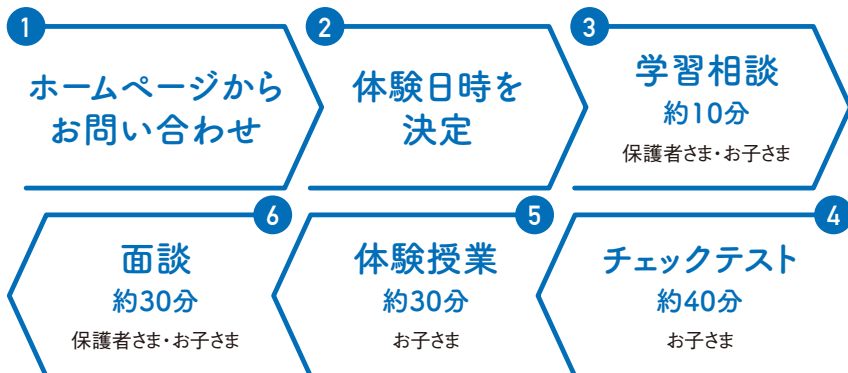 1
ホームページから
お問い合わせ
2
体験日時を
決定
3
学習相談
約10分
保護者さま・お子さま
4
チェックテスト
約40分
お子さま
5
体験授業
約30分
お子さま
6
面談
約30分
保護者さま・お子さま